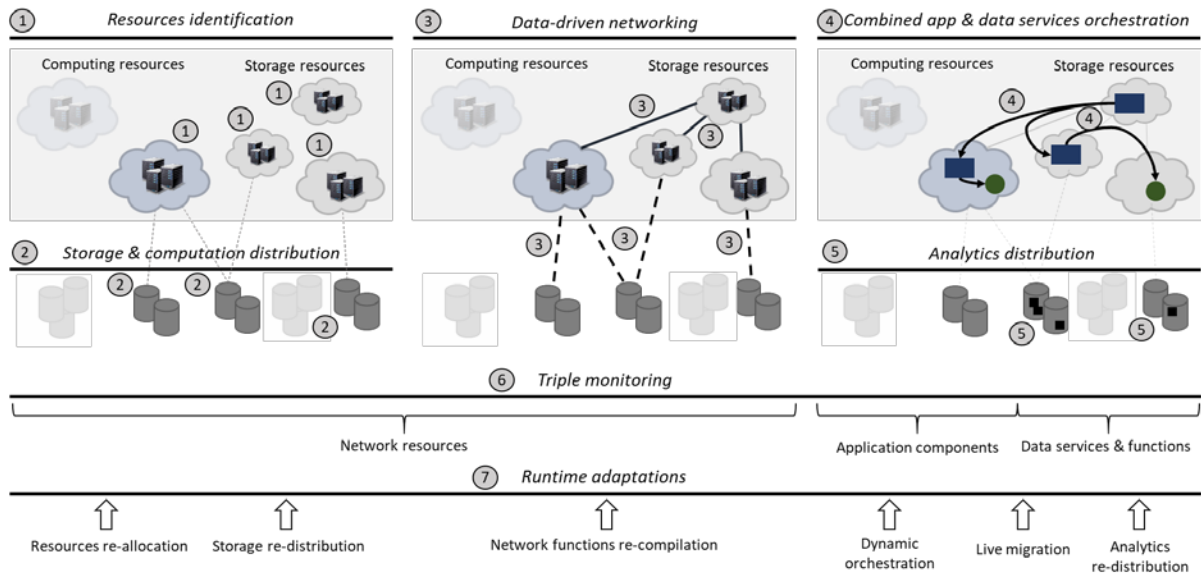 1 Resources identification
Computing resources
Storage resources
1
1
1
1
2 Storage & computation distribution
2
2
2
3 Data-driven networking
Computing resources
Storage resources
3
3
3
3
3
4 Combined app & data services orchestration
Computing resources
Storage resources
4
4
5 Analytics distribution
5
5
6 Triple monitoring
Network resources
Application components
Data services & functions
7 Runtime adaptations
Resources re-allocation
Storage re-distribution
Network functions re-compilation
Dynamic
orchestration
Live migration
Analytics
re-distribution